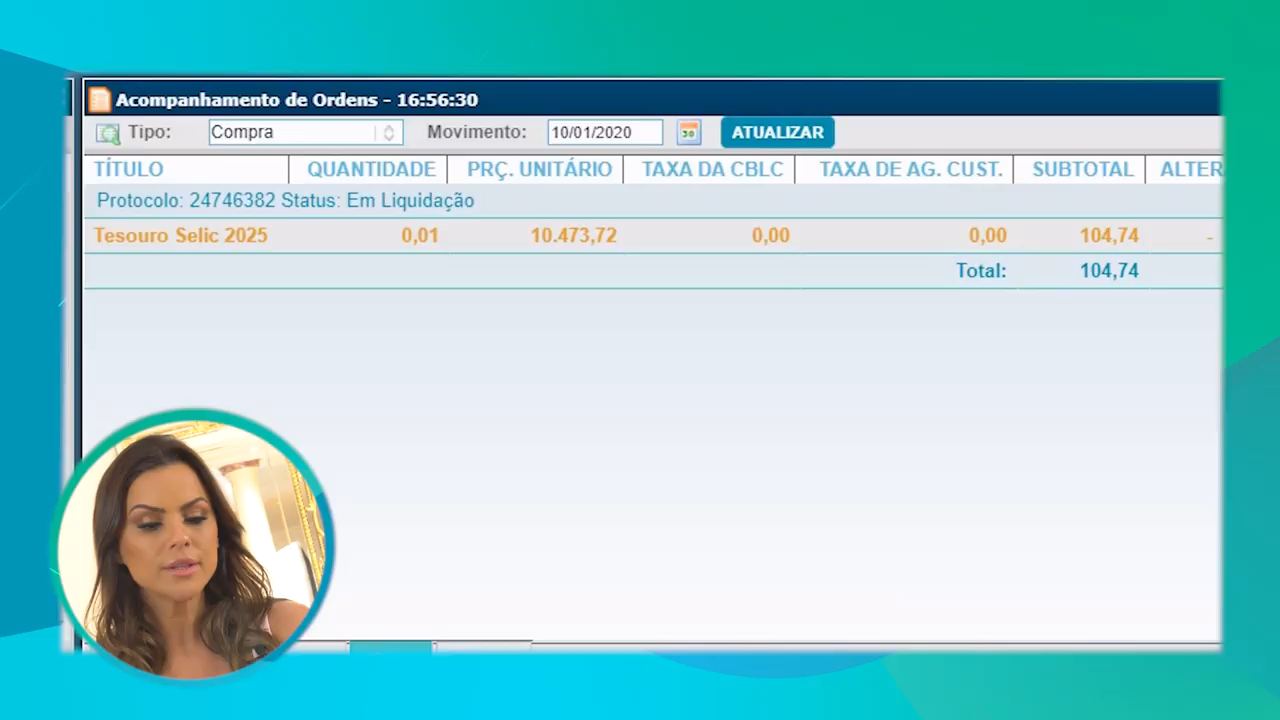 Acompanhamento de Ordens - 16:56:30
Tipo: Compra Movimento: 10/01/2020 30 ATUALIZAR
TÍTULO QUANTIDADE PRÇ. UNITÁRIO TAXA DA CBLC TAXA DE AG. CUST. SUBTOTAL ALTER
Protocolo: 24746382 Status: Em Liquidação
Tesouro Selic 2025 0,01 10.473,72 0,00 0,00 104,74 -
Total: 104,74